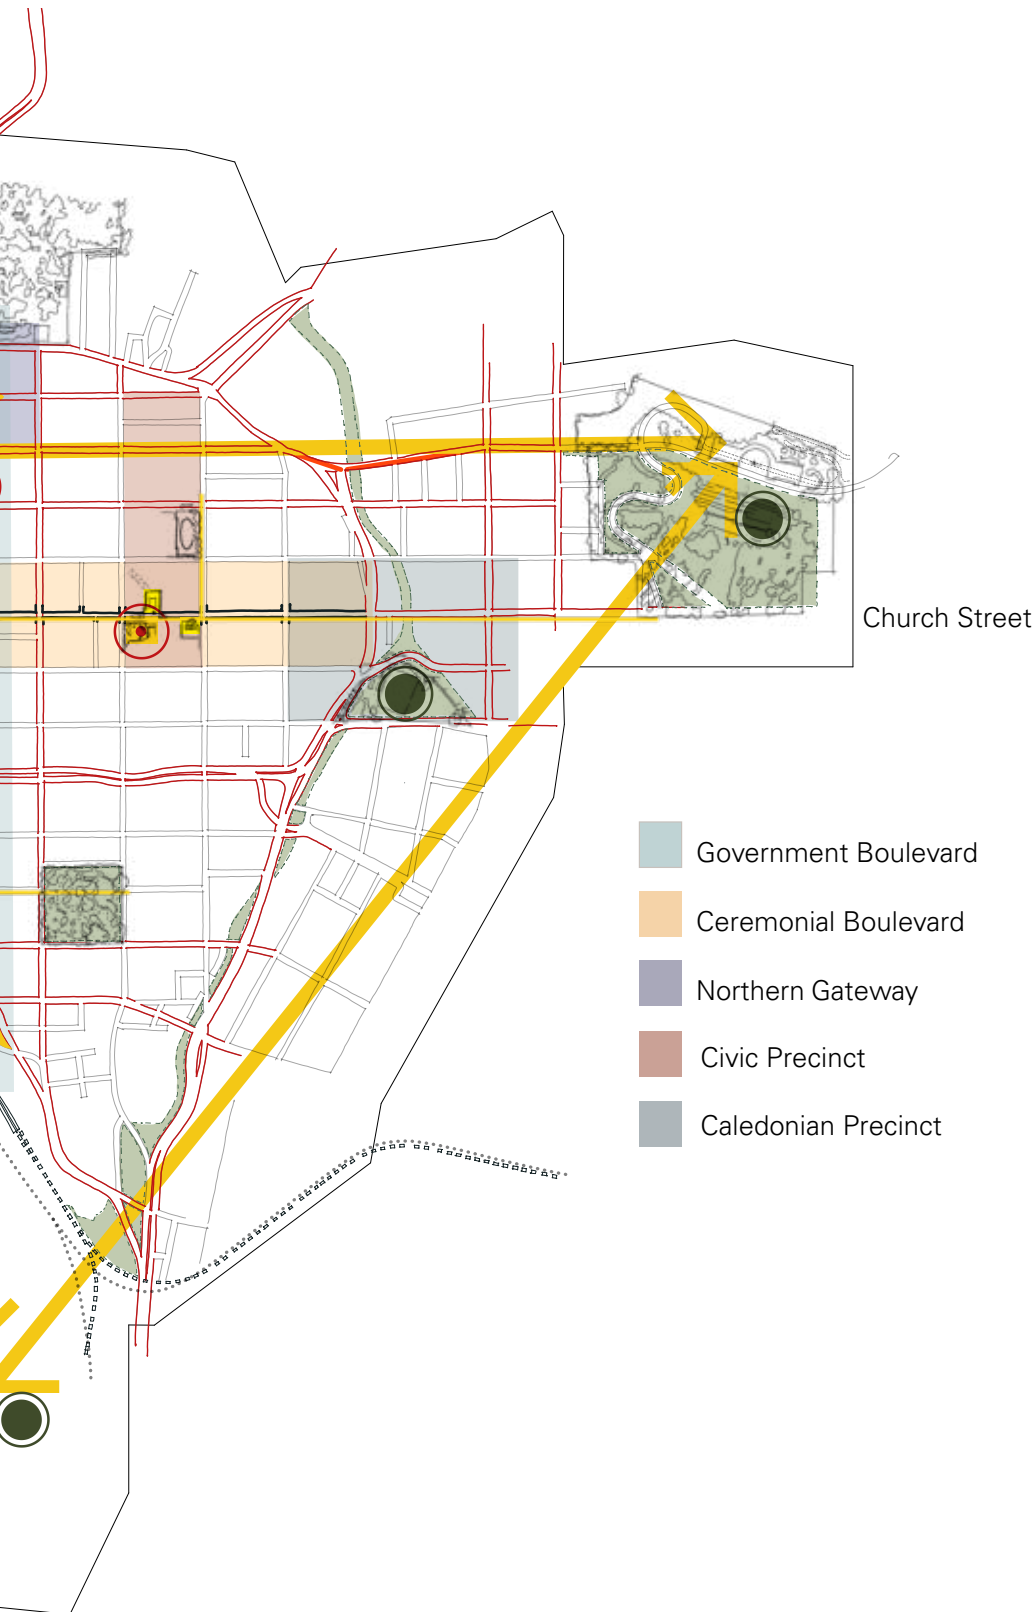 Church Street
Government Boulevard
Ceremonial Boulevard
Northern Gateway
Civic Precinct
Caledonian Precinct